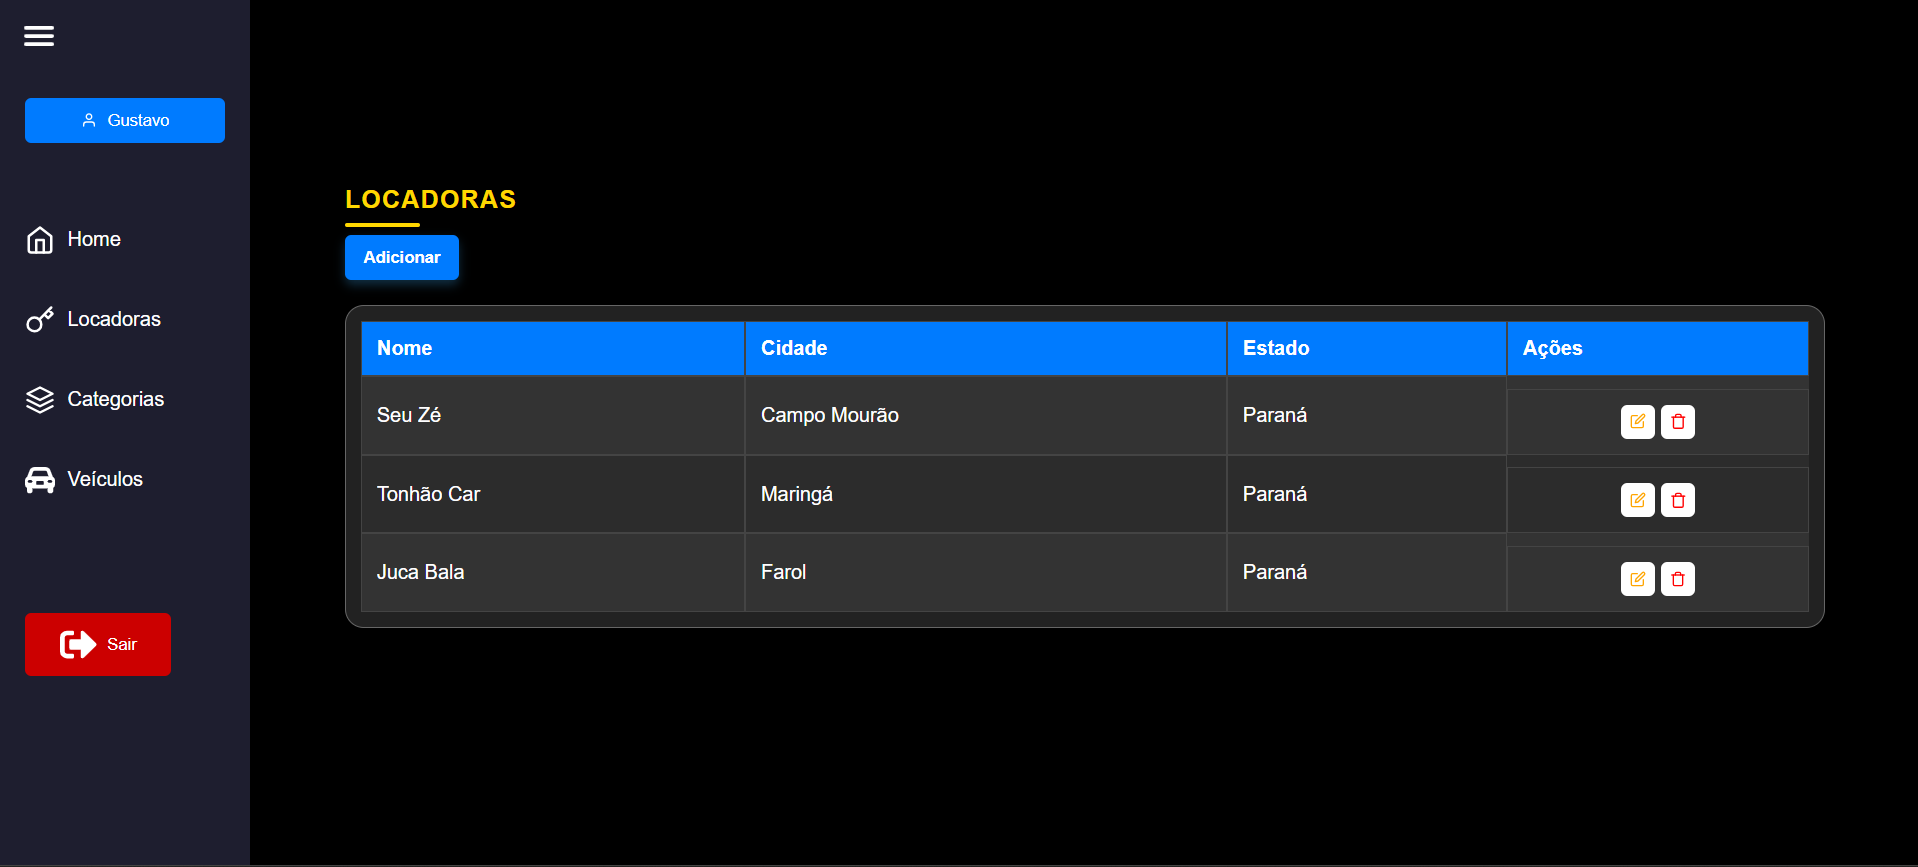 Gustavo
Home
Locadoras
Categorias
Veículos
Sair
LOCADORAS
Adicionar
Nome Cidade Estado Ações
Seu Zé Campo Mourão Paraná
Tonhão Car Maringá Paraná
Juca Bala Farol Paraná